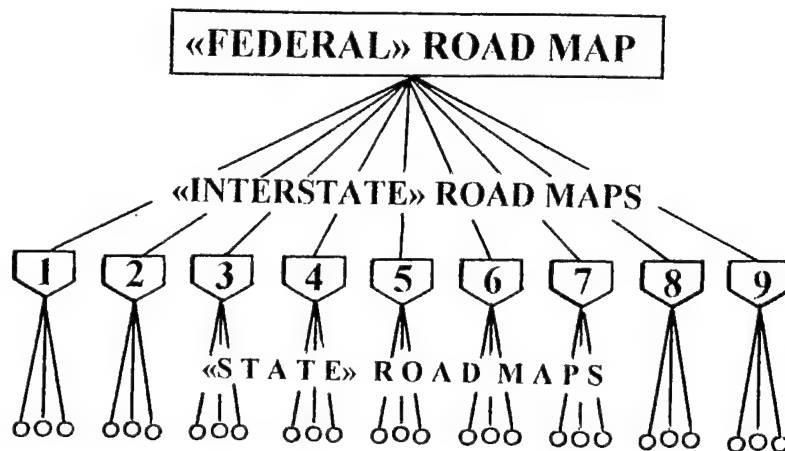 «FEDERAL» ROAD MAP
«INTERSTATE» ROAD MAPS
1 2 3 4 5 6 7 8 9
«STATE» ROAD MAPS